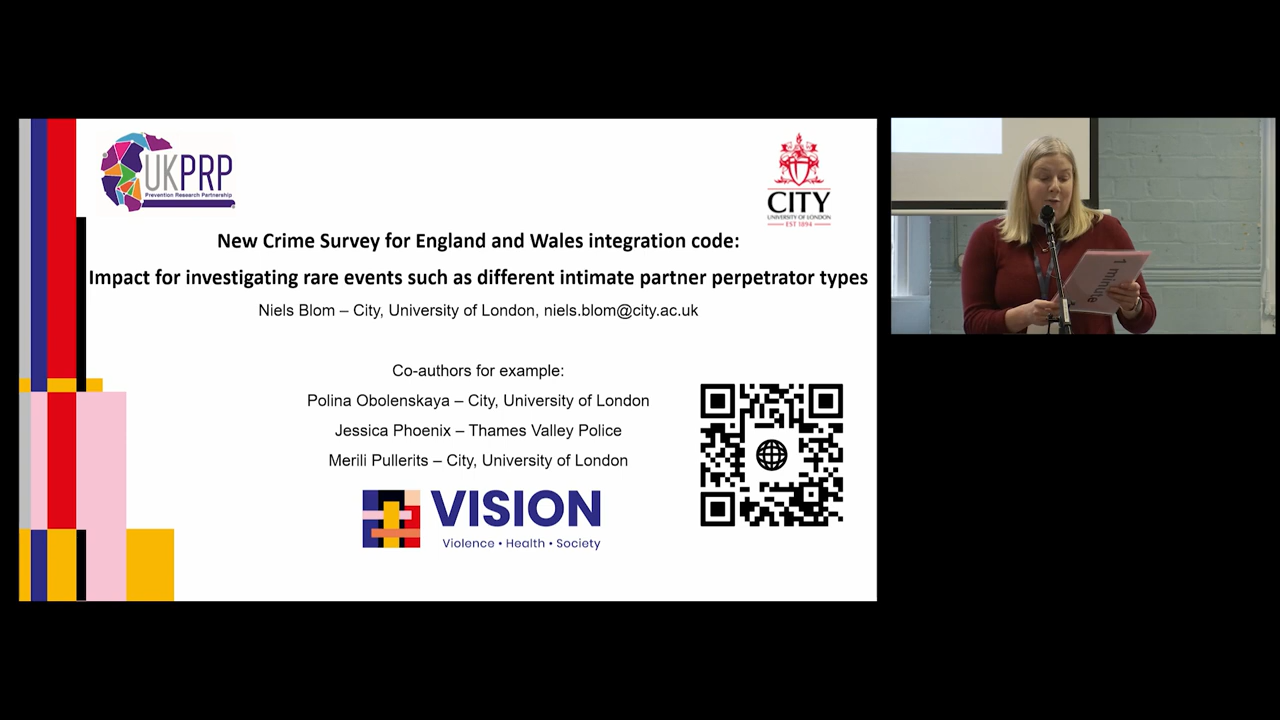 UKPRP
Prevention Research Partnership
CITY
UNIVERSITY OF LONDON
EST 1894
New Crime Survey for England and Wales integration code:
Impact for investigating rare events such as different intimate partner perpetrator types
Niels Blom – City, University of London, niels.blom@city.ac.uk
Co-authors for example:
Polina Obolenskaya – City, University of London
Jessica Phoenix – Thames Valley Police
Merili Pullerits – City, University of London
VISION
Violence • Health • Society
1 minute